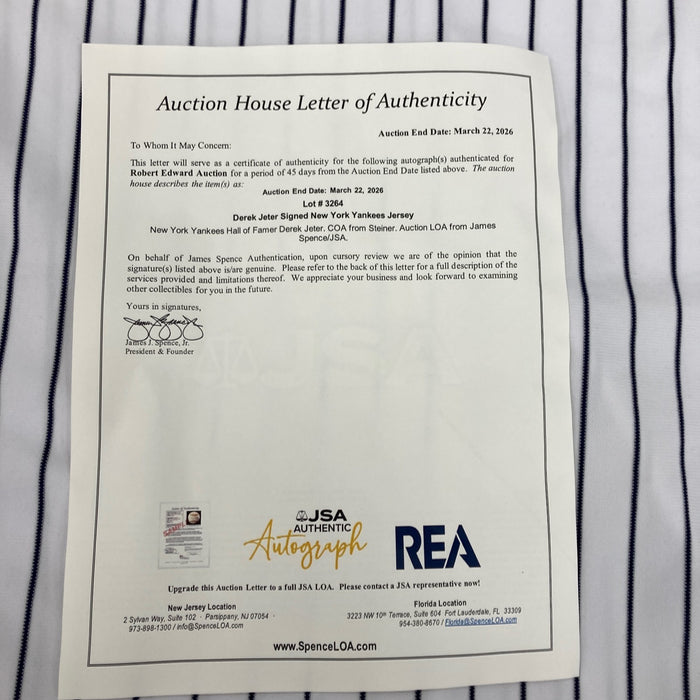 Auction House Letter of Authenticity
Auction End Date: March 22, 2026
To Whom It May Concern:
This letter will serve as a certificate of authenticity for the following autograph(s) authenticated for
Robert Edward Auction for a period of 45 days from the Auction End Date listed above. The auction
house describes the item(s) as:
Auction End Date: March 22, 2026
Lot # 3264
Derek Jeter Signed New York Yankees Jersey
New York Yankees Hall of Famer Derek Jeter. COA from Steiner. Auction LOA from James
Spence/JSA.
On behalf of James Spence Authentication, upon cursory review we are of the opinion that the
signature(s) listed above is/are genuine. Please refer to the back of this letter for a full description of the
services provided and limitations thereof. We appreciate your business and look forward to examining
other collectibles for you in the future.
Yours in signatures,
James J. Spence, Jr.
President & Founder
JSA
AUTHENTIC
Autograph
REA
Upgrade this Auction Letter to a full JSA LOA. Please contact a JSA representative now!
New Jersey Location
2 Sylvan Way, Suite 102 · Parsippany, NJ 07054 ·
973-898-1300 / info@SpenceLOA.com
Florida Location
3223 NW 10th Terrace, Suite 604 Fort Lauderdale, FL 33309
954-380-8670 / Florida@SpenceLOA.com
www.SpenceLOA.com